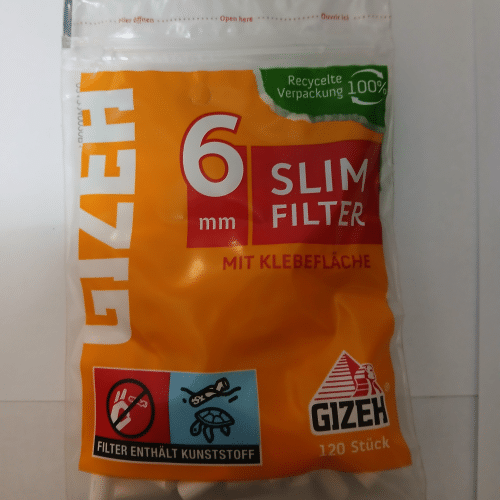 Hier öffnen
Open here
Ouvrir ici
Recycelte
Verpackung 100%
GIZEH
6
mm
SLIM
FILTER
MIT KLEBEFLÄCHE
FILTER ENTHÄLT KUNSTSTOFF
GIZEH
120 Stück